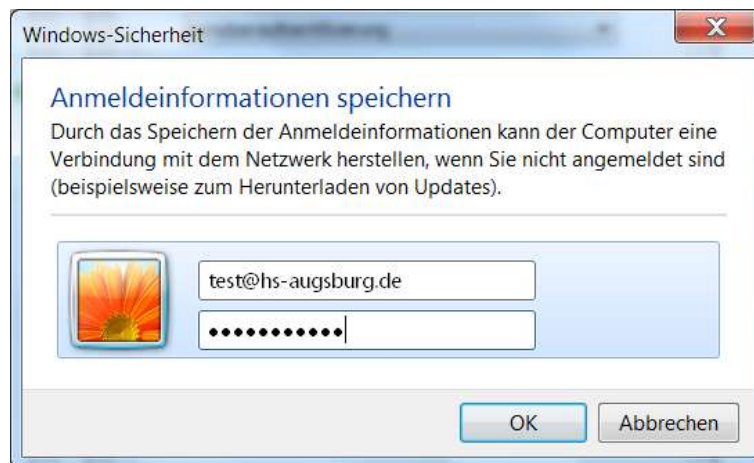 Windows-Sicherheit
Anmeldeinformationen speichern
Durch das Speichern der Anmeldeinformationen kann der Computer eine
Verbindung mit dem Netzwerk herstellen, wenn Sie nicht angemeldet sind
(beispielsweise zum Herunterladen von Updates).
test@hs-augsburg.de
●●●●●●●●●●●
OK Abbrechen